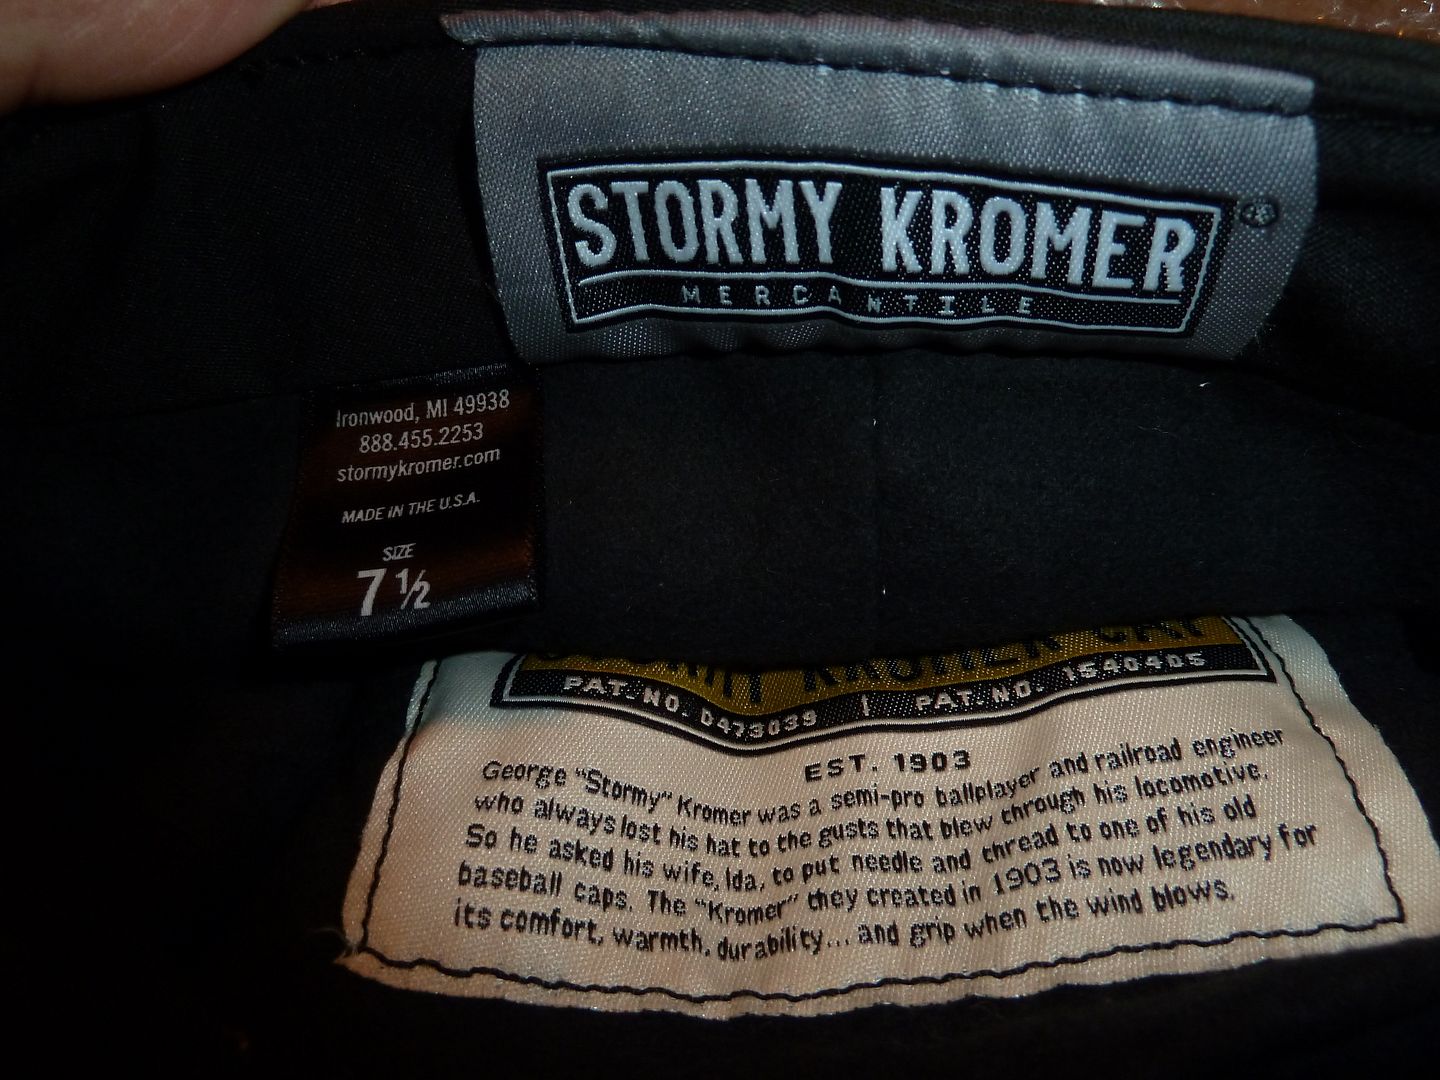 STORMY KROMER ®
MERCANTILE
Ironwood, MI 49938
888.455.2253
stormykromer.com
MADE IN THE U.S.A.
SIZE
7 ½
STORMY KROMER CAP
PAT. NO. D473039 | PAT. NO. 1540405
EST. 1903
George "Stormy" Kromer was a semi-pro ballplayer and railroad engineer
who always lost his hat to the gusts that blew through his locomotive.
So he asked his wife, Ida, to put needle and thread to one of his old
baseball caps. The "Kromer" they created in 1903 is now legendary for
its comfort, warmth, durability... and grip when the wind blows.